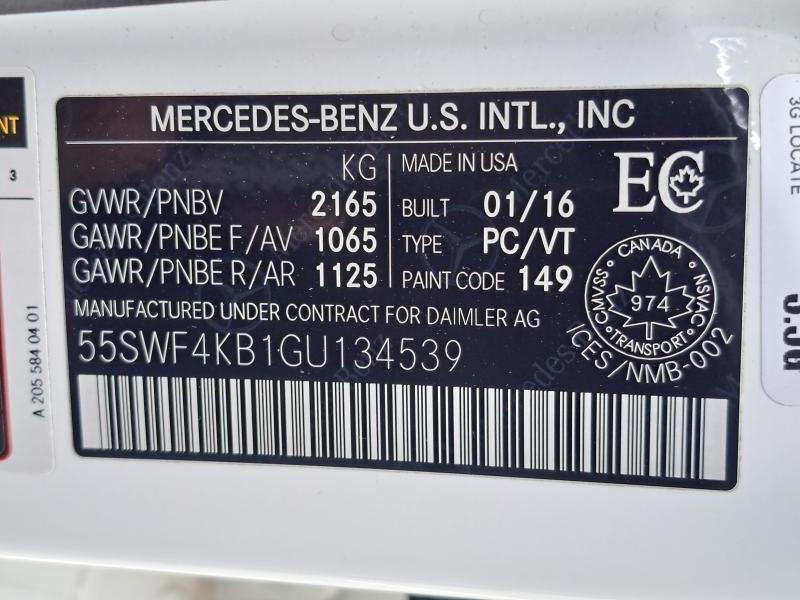 MERCEDES-BENZ U.S. INTL., INC
KG
GVWR/PNBV 2165
GAWR/PNBE F/AV 1065
GAWR/PNBE R/AR 1125
MADE IN USA
BUILT 01/16
TYPE PC/VT
PAINT CODE 149
EC
CANADA
CMVSS 974 NSVAC
TRANSPORT
ICES/NMB-002
MANUFACTURED UNDER CONTRACT FOR DAIMLER AG
55SWF4KB1GU134539
NT
3
A 205 584 04 01
3G LOCATE